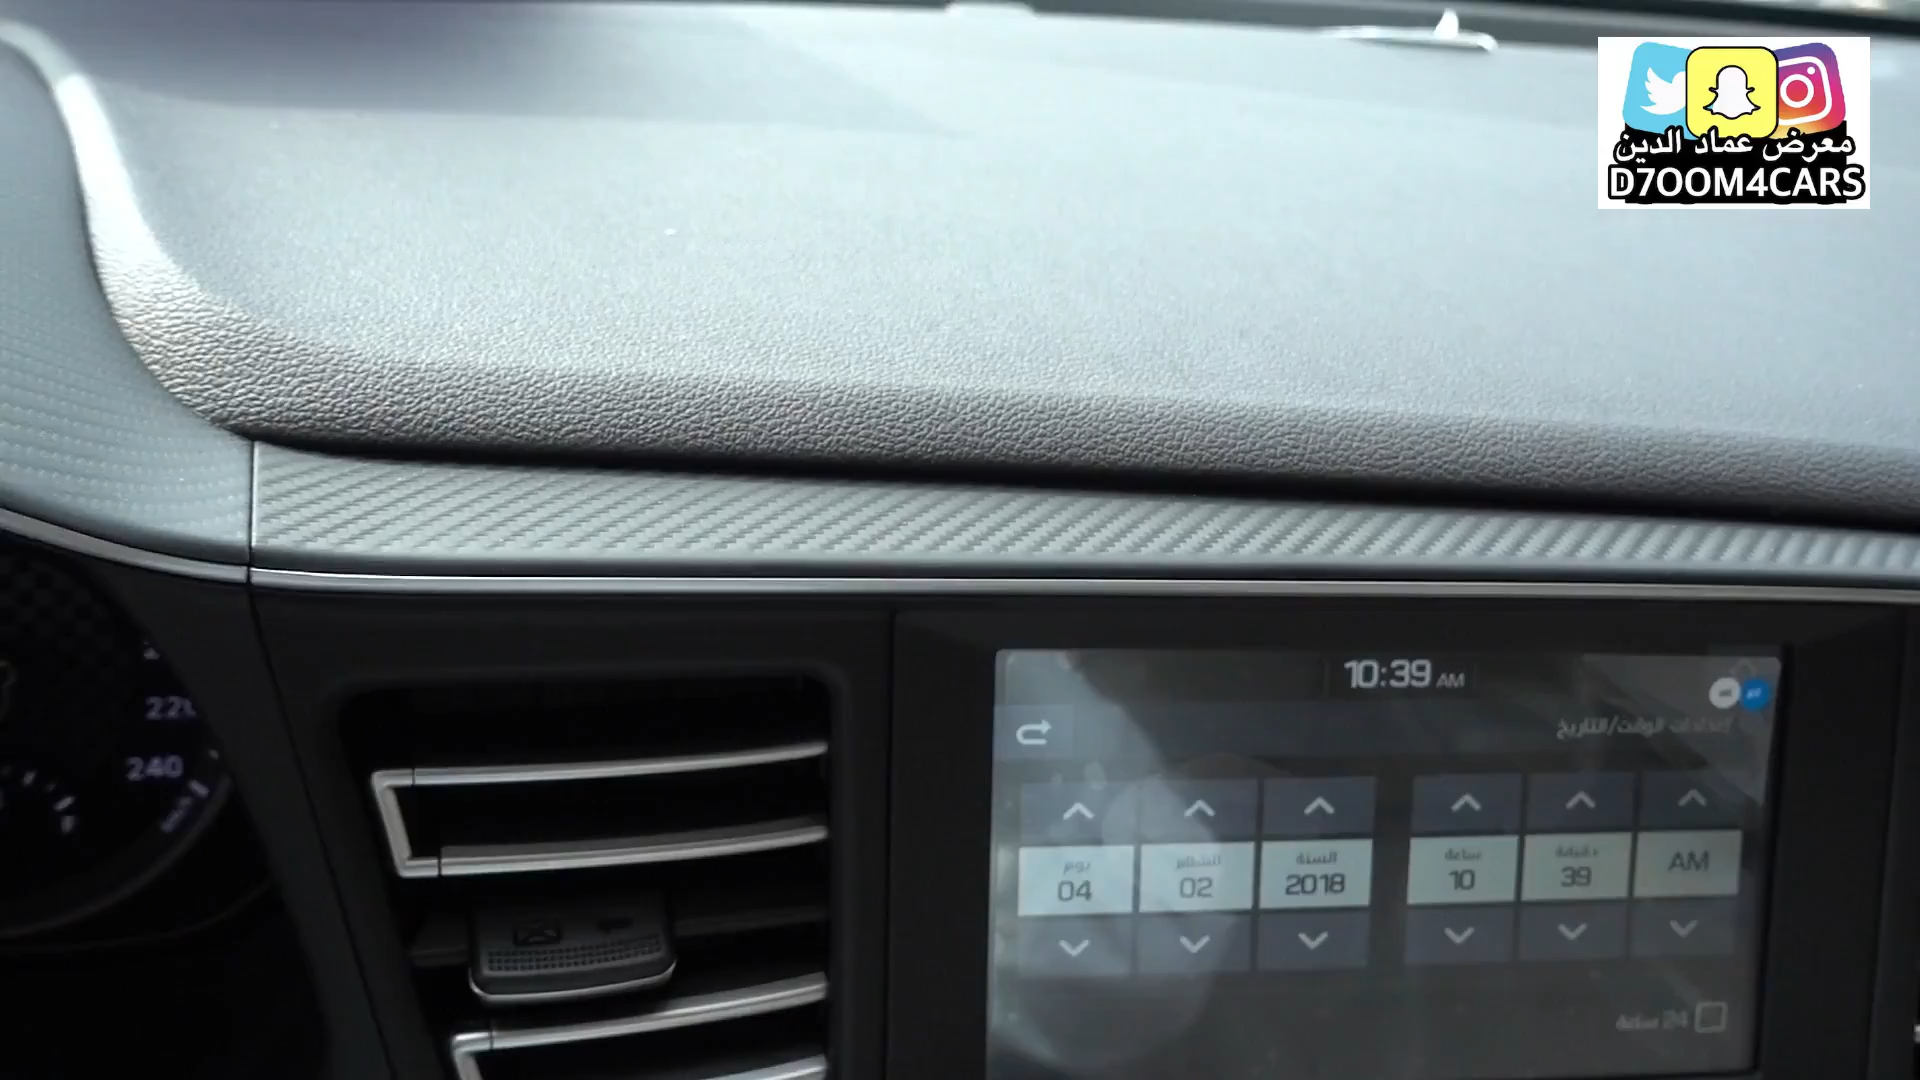 معرض عماد الدين
D7OOM4CARS
10:39 AM
إعدادات الوقت/التاريخ
يوم الشهر السنة ساعة دقيقة
04 02 2018 10 39 AM
24 ساعة
220
240